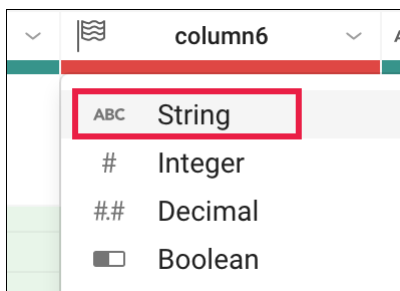 column6
ABC String
# Integer
#.# Decimal
Boolean